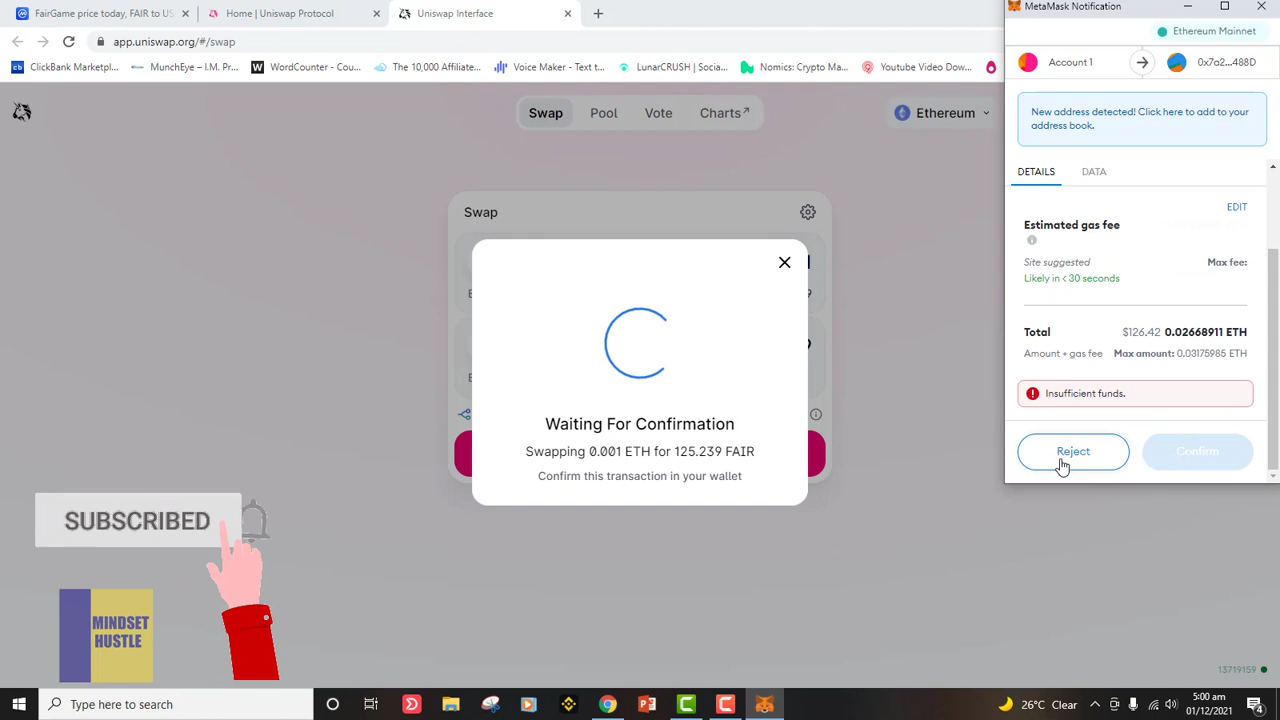 FairGame price today, FAIR to US
Home | Uniswap Protocol
Uniswap Interface
app.uniswap.org/#/swap
ClickBank Marketpl...
MunchEye – I.M. Pr...
WordCounter - Cou...
The 10,000 Affiliate...
Voice Maker - Text t...
LunarCRUSH | Socia...
Nomics: Crypto Ma...
Youtube Video Dow...
MetaMask Notification
Ethereum Mainnet
Account 1
0x7a2...488D
New address detected! Click here to add to your
address book.
DETAILS
DATA
EDIT
Estimated gas fee
Site suggested
Max fee:
Likely in < 30 seconds
Total
$126.42 0.02668911 ETH
Amount + gas fee
Max amount: 0.03175985 ETH
Insufficient funds.
Reject
Confirm
Swap
Pool
Vote
Charts↗
Ethereum
Swap
Waiting For Confirmation
Swapping 0.001 ETH for 125.239 FAIR
Confirm this transaction in your wallet
SUBSCRIBED
MINDSET
HUSTLE
13719159
Type here to search
26°C Clear
5:00 am
01/12/2021
4